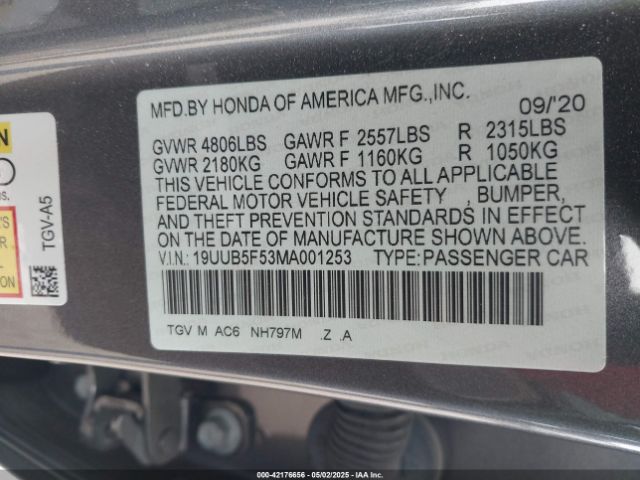 MFD.BY HONDA OF AMERICA MFG.,INC. 09/'20
GVWR 4806LBS GAWR F 2557LBS R 2315LBS
GVWR 2180KG GAWR F 1160KG R 1050KG
THIS VEHICLE CONFORMS TO ALL APPLICABLE
FEDERAL MOTOR VEHICLE SAFETY , BUMPER,
AND THEFT PREVENTION STANDARDS IN EFFECT
ON THE DATE OF MANUFACTURE SHOWN ABOVE.
V.I.N.: 19UUB5F53MA001253 TYPE:PASSENGER CAR
TGV M AC6 NH797M .Z .A
TGV-A5
000-42176656 - 05/02/2025 - IAA Inc.